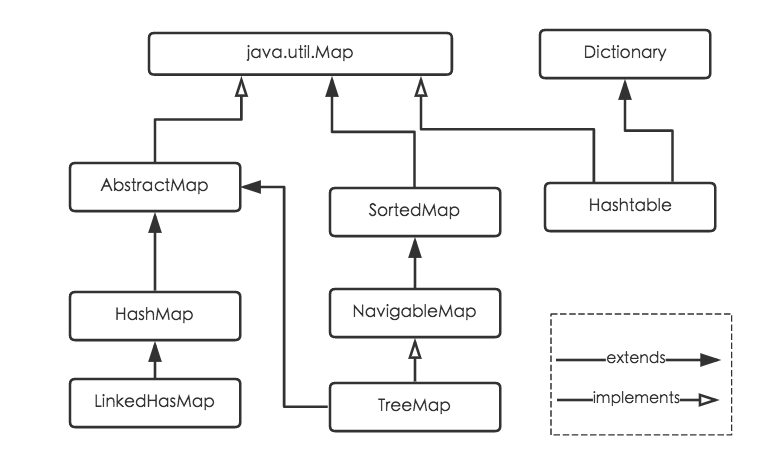 java.util.Map
Dictionary
AbstractMap
SortedMap
Hashtable
HashMap
NavigableMap
LinkedHasMap
TreeMap
extends
implements